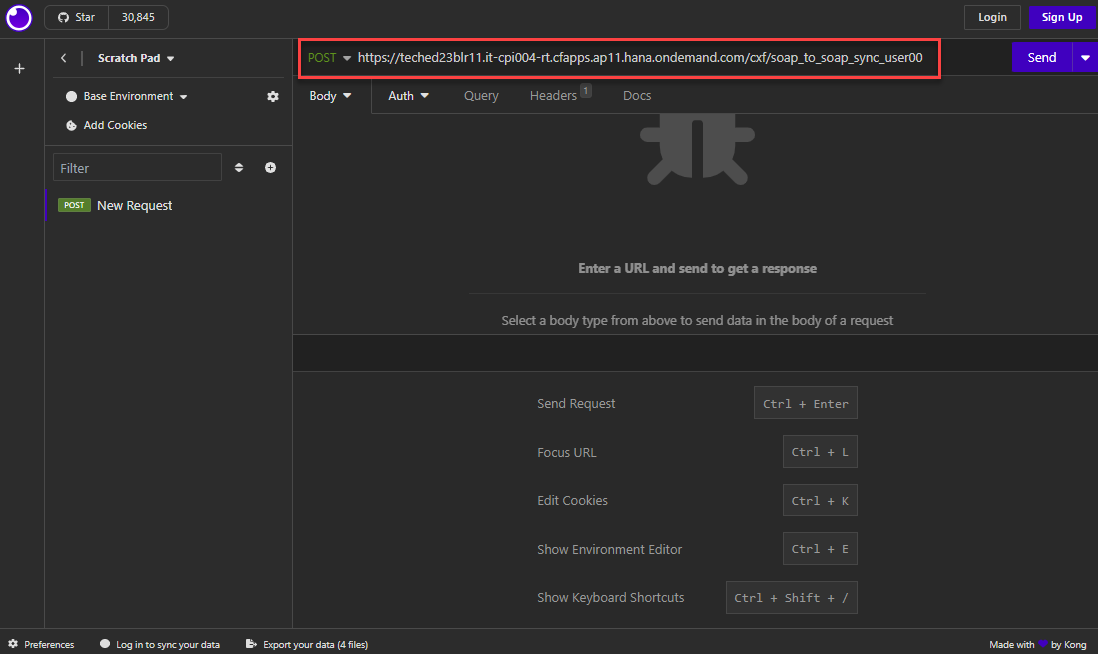 Star 30,845 Login Sign Up
Scratch Pad
POST https://teched23blr11.it-cpi004-rt.cfapps.ap11.hana.ondemand.com/cxf/soap_to_soap_sync_user00 Send
Base Environment
Add Cookies
Body Auth Query Headers 1 Docs
Filter
POST New Request
Enter a URL and send to get a response
Select a body type from above to send data in the body of a request
Send Request Ctrl + Enter
Focus URL Ctrl + L
Edit Cookies Ctrl + K
Show Environment Editor Ctrl + E
Show Keyboard Shortcuts Ctrl + Shift + /
Preferences Log in to sync your data Export your data (4 files) Made with by Kong